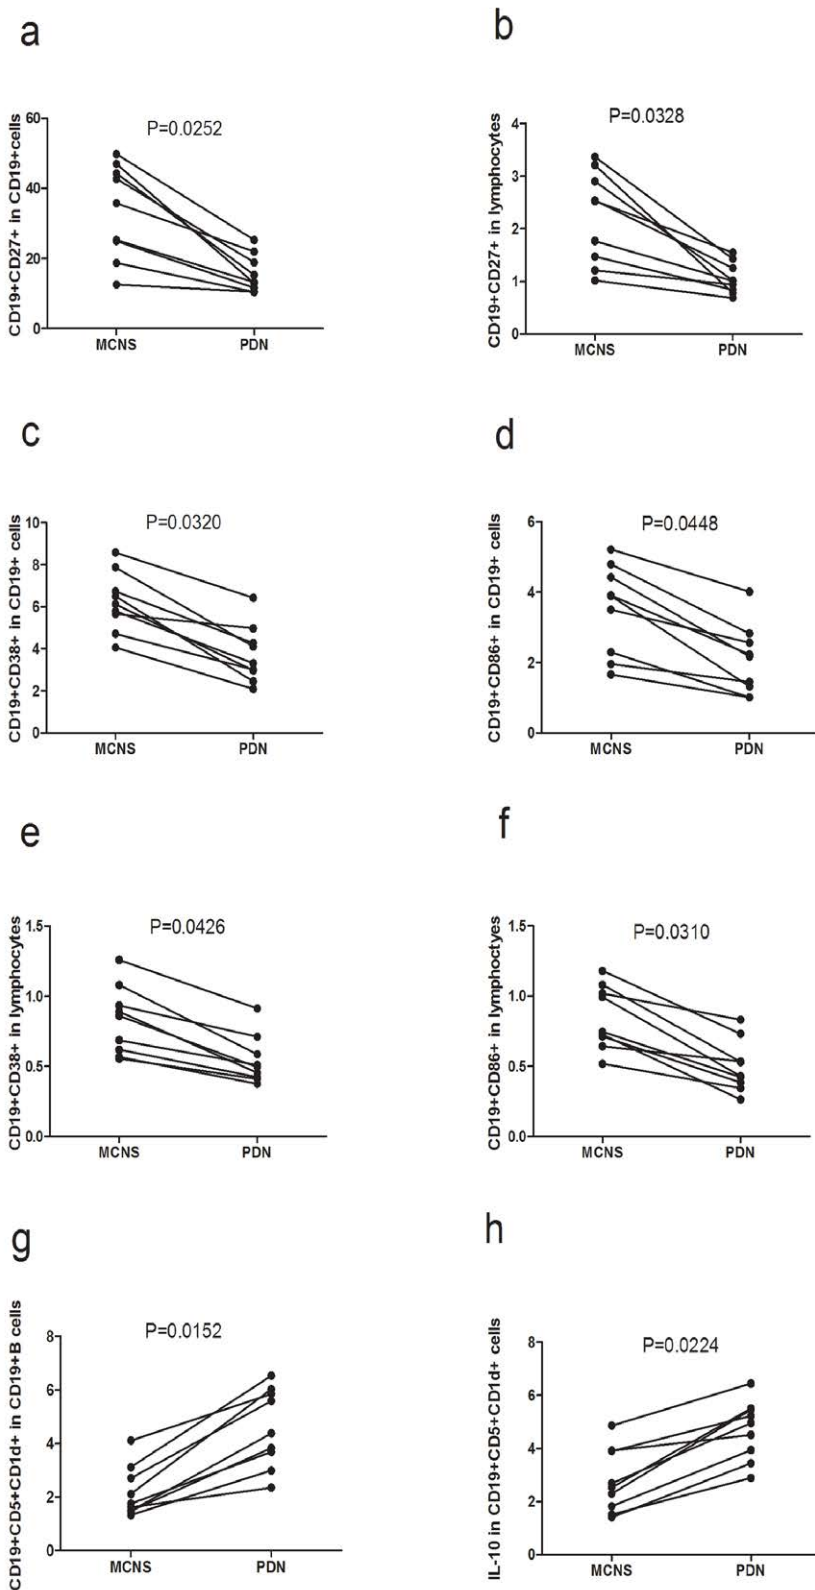 a
CD19+CD27+ in CD19+cells
P=0.0252
60
40
20
0
MCNS PDN
b
CD19+CD27+ in lymphocytes
P=0.0328
4
3
2
1
0
MCNS PDN
c
CD19+CD38+ in CD19+ cells
P=0.0320
10
8
6
4
2
0
MCNS PDN
d
CD19+CD86+ in CD19+ cells
P=0.0448
6
4
2
0
MCNS PDN
e
CD19+CD38+ in lymphoctyes
P=0.0426
1.5
1.0
0.5
0.0
MCNS PDN
f
CD19+CD86+ in lymphoctyes
P=0.0310
1.5
1.0
0.5
0.0
MCNS PDN
g
CD19+CD5+CD1d+ in CD19+B cells
P=0.0152
8
6
4
2
0
MCNS PDN
h
IL-10 in CD19+CD5+CD1d+ cells
P=0.0224
8
6
4
2
0
MCNS PDN